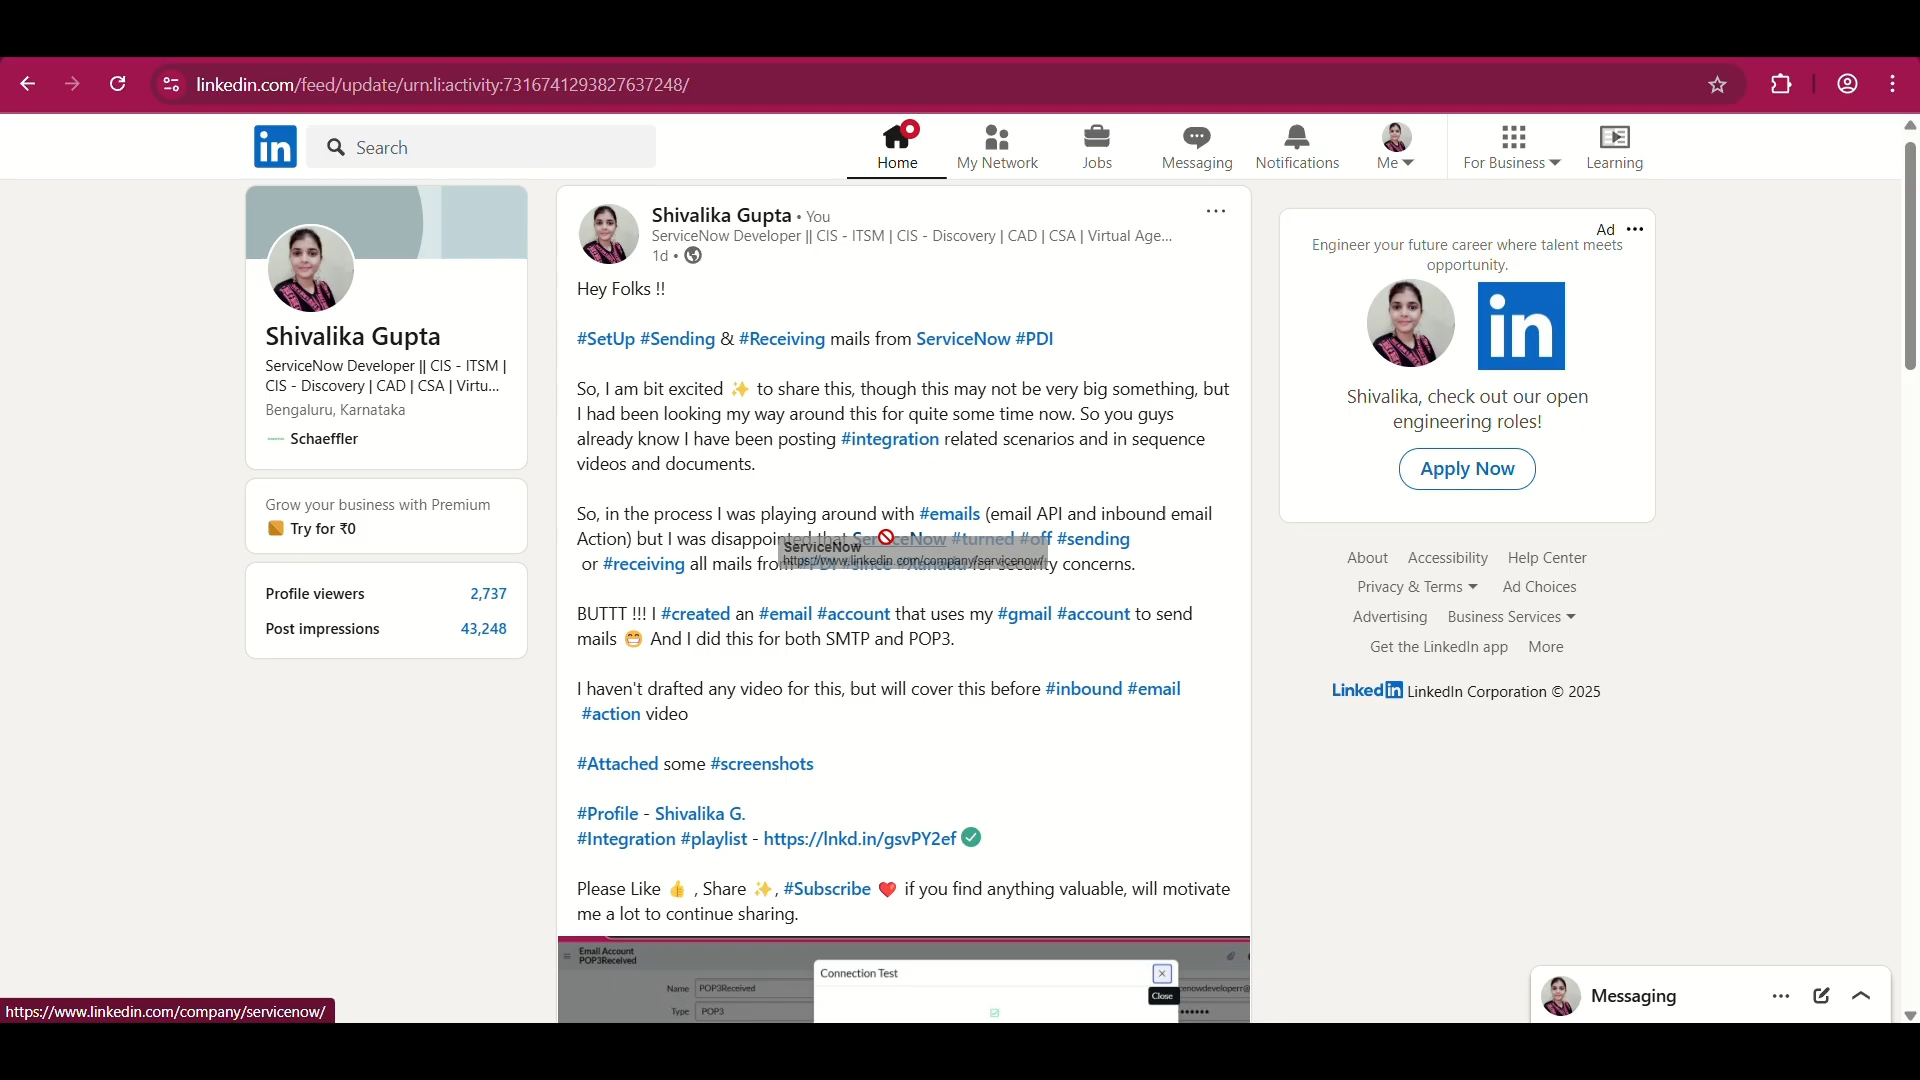 linkedin.com/feed/update/urn:li:activity:7316741293827637248/
in Search
Home
My Network
Jobs
Messaging
Notifications
Me
For Business
Learning
Shivalika Gupta
ServiceNow Developer || CIS - ITSM |
CIS - Discovery | CAD | CSA | Virtu...
Bengaluru, Karnataka
Schaeffler
Grow your business with Premium
Try for ₹0
Profile viewers 2,737
Post impressions 43,248
Shivalika Gupta • You
ServiceNow Developer || CIS - ITSM | CIS - Discovery | CAD | CSA | Virtual Age...
1d •
Hey Folks !!
#SetUp #Sending & #Receiving mails from ServiceNow #PDI
So, I am bit excited ✨ to share this, though this may not be very big something, but
I had been looking my way around this for quite some time now. So you guys
already know I have been posting #integration related scenarios and in sequence
videos and documents.
So, in the process I was playing around with #emails (email API and inbound email
Action) but I was disappointed that ServiceNow #turned #off #sending
or #receiving all mails from #PDI for security concerns.
ServiceNow
https://www.linkedin.com/company/servicenow/
BUTTT !!! I #created an #email #account that uses my #gmail #account to send
mails 😁 And I did this for both SMTP and POP3.
I haven't drafted any video for this, but will cover this before #inbound #email
#action video
#Attached some #screenshots
#Profile - Shivalika G.
#Integration #playlist - https://lnkd.in/gsvPY2ef ✅
Please Like 👍 , Share ✨, #Subscribe ❤️ if you find anything valuable, will motivate
me a lot to continue sharing.
Email Account
POP3Received
Name POP3Received
Type POP3
Connection Test
Close
Ad
Engineer your future career where talent meets
opportunity.
in
Shivalika, check out our open
engineering roles!
Apply Now
About Accessibility Help Center
Privacy & Terms Ad Choices
Advertising Business Services
Get the LinkedIn app More
LinkedIn LinkedIn Corporation © 2025
Messaging
https://www.linkedin.com/company/servicenow/